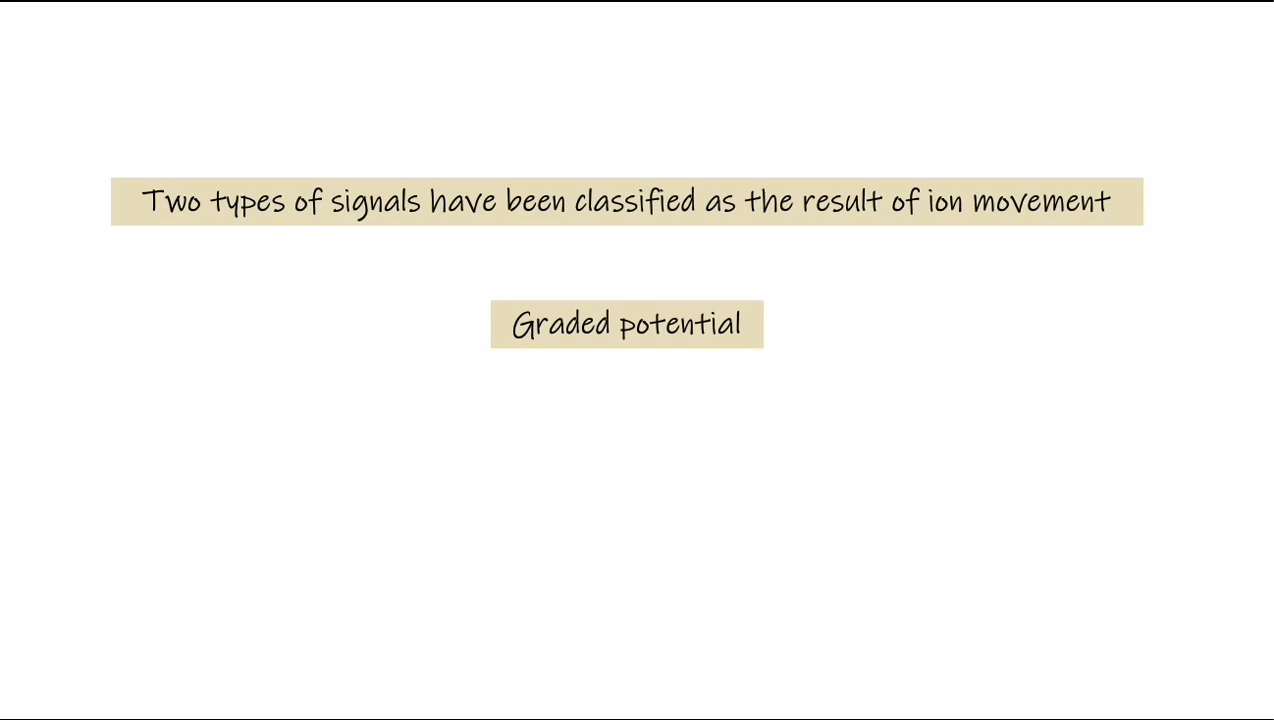 Two types of signals have been classified as the result of ion movement
Graded potential